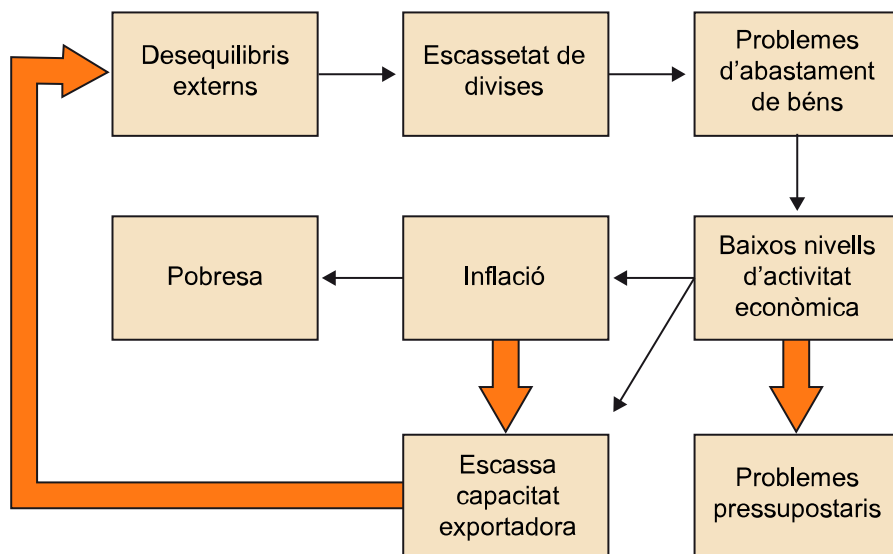 Desequilibris
externs
Escassetat de
divises
Problemes
d’abastament
de béns
Pobresa
Inflació
Baixos nivells
d’activitat
econòmica
Escassa
capacitat
exportadora
Problemes
pressupostaris